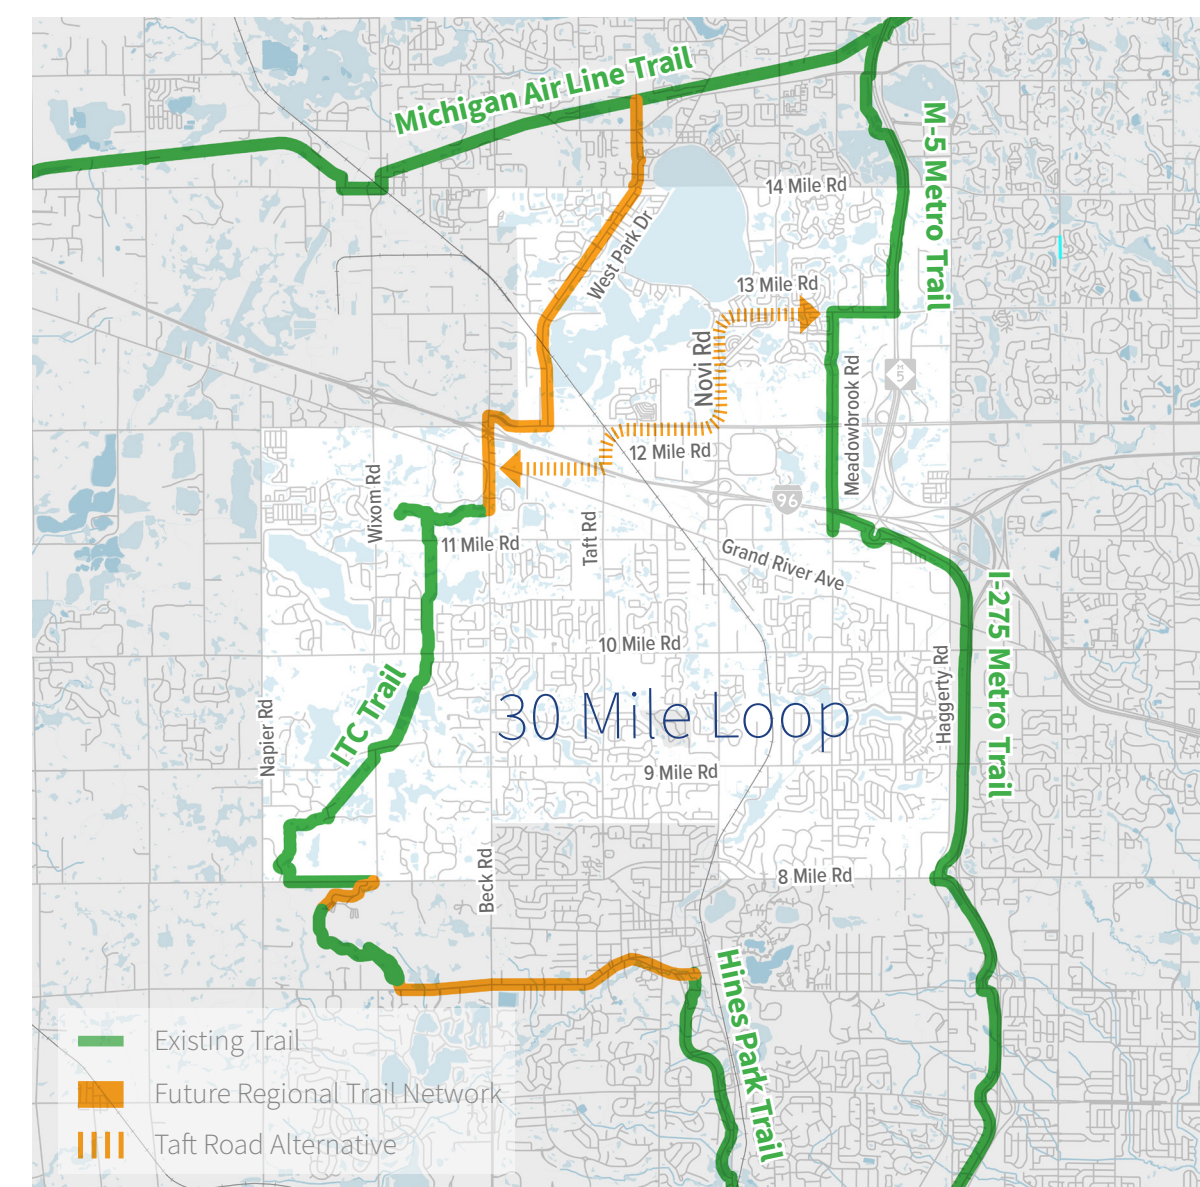 Michigan Air Line Trail
M-5 Metro Trail
14 Mile Rd
West Park Dr
13 Mile Rd
Novi Rd
M
5
Meadowbrook Rd
12 Mile Rd
96
Wixom Rd
11 Mile Rd
Taft Rd
Grand River Ave
I-275 Metro Trail
10 Mile Rd
Haggerty Rd
ITC Trail
30 Mile Loop
Napier Rd
9 Mile Rd
Beck Rd
8 Mile Rd
Hines Park Trail
Existing Trail
Future Regional Trail Network
Taft Road Alternative